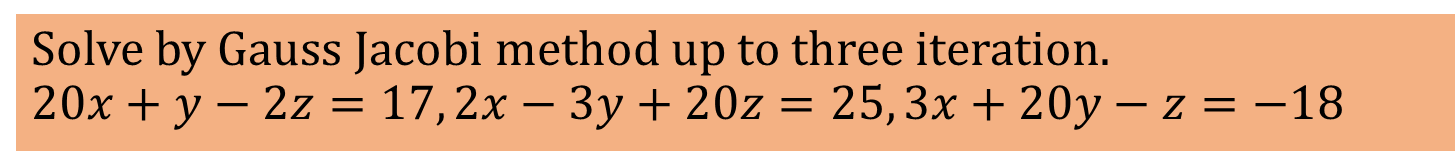 Solve by Gauss Jacobi method up to three iteration.
20x + y − 2z = 17, 2x − 3y + 20z = 25, 3x + 20y − z = −18